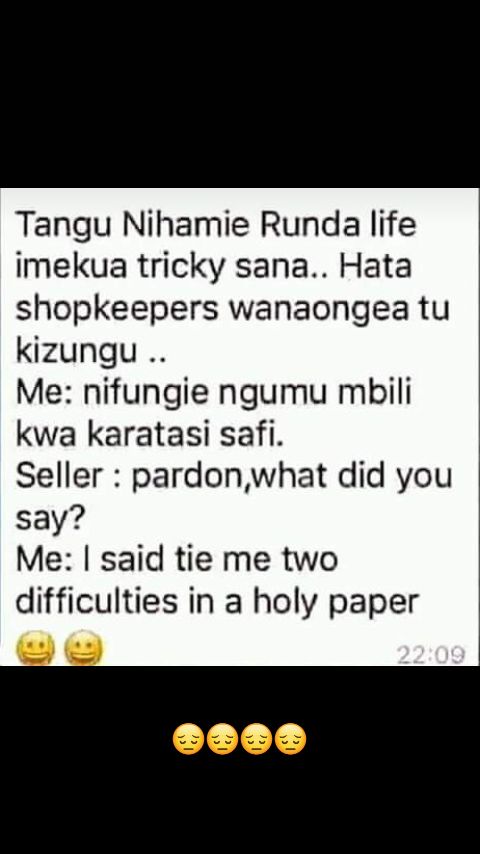 Tangu Nihamie Runda life
imekua tricky sana.. Hata
shopkeepers wanaongea tu
kizungu ..
Me: nifungie ngumu mbili
kwa karatasi safi.
Seller : pardon,what did you
say?
Me: I said tie me two
difficulties in a holy paper
😀 😀 22:09
😔😔😔😔